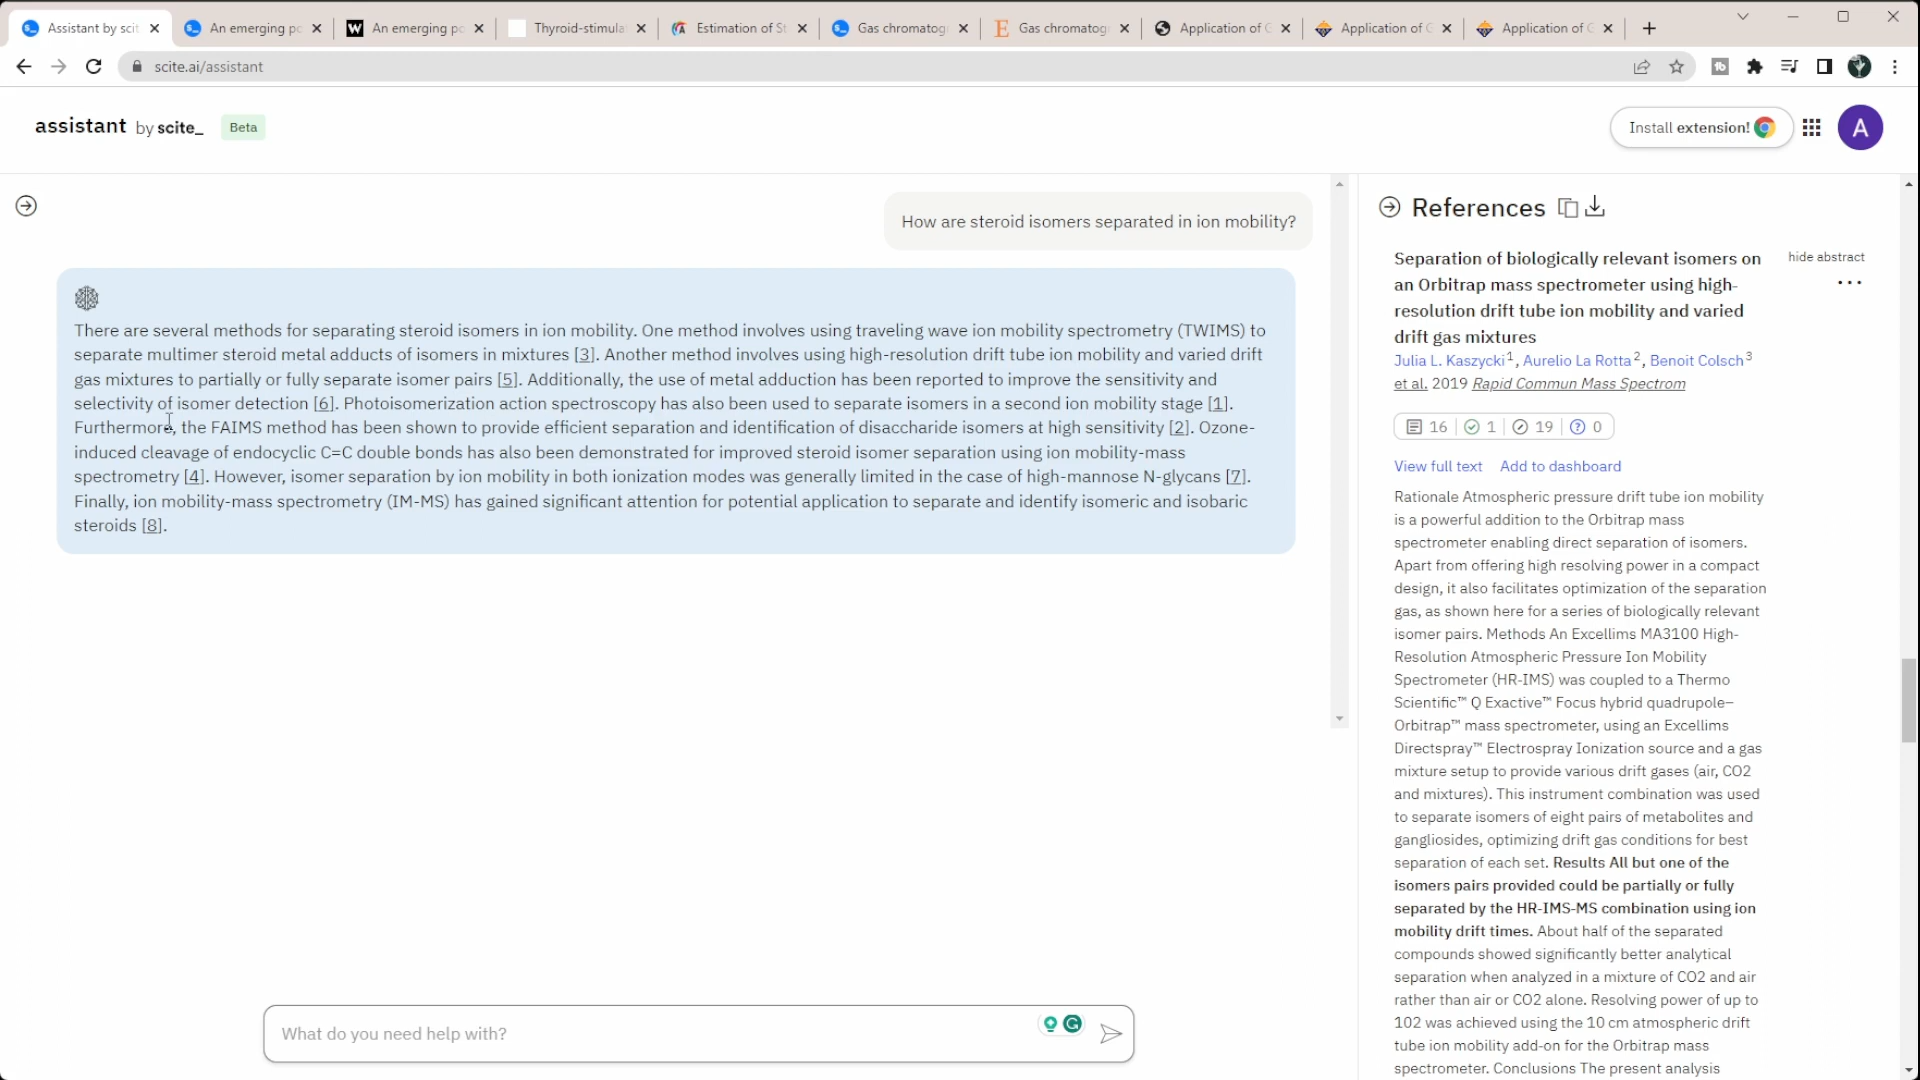 Assistant by scit
An emerging po
An emerging po
Thyroid-stimula
Estimation of St
Gas chromatog
Gas chromatog
Application of G
Application of G
Application of G
scite.ai/assistant
assistant by scite_ Beta
Install extension!
A
How are steroid isomers separated in ion mobility?
There are several methods for separating steroid isomers in ion mobility. One method involves using traveling wave ion mobility spectrometry (TWIMS) to
separate multimer steroid metal adducts of isomers in mixtures [3]. Another method involves using high-resolution drift tube ion mobility and varied drift
gas mixtures to partially or fully separate isomer pairs [5]. Additionally, the use of metal adduction has been reported to improve the sensitivity and
selectivity of isomer detection [6]. Photoisomerization action spectroscopy has also been used to separate isomers in a second ion mobility stage [1].
Furthermore, the FAIMS method has been shown to provide efficient separation and identification of disaccharide isomers at high sensitivity [2]. Ozone-
induced cleavage of endocyclic C=C double bonds has also been demonstrated for improved steroid isomer separation using ion mobility-mass
spectrometry [4]. However, isomer separation by ion mobility in both ionization modes was generally limited in the case of high-mannose N-glycans [7].
Finally, ion mobility-mass spectrometry (IM-MS) has gained significant attention for potential application to separate and identify isomeric and isobaric
steroids [8].
What do you need help with?
References
Separation of biologically relevant isomers on
an Orbitrap mass spectrometer using high-
resolution drift tube ion mobility and varied
drift gas mixtures
hide abstract
Julia L. Kaszycki1, Aurelio La Rotta2, Benoit Colsch3
et al. 2019 Rapid Commun Mass Spectrom
16 1 19 0
View full text Add to dashboard
Rationale Atmospheric pressure drift tube ion mobility
is a powerful addition to the Orbitrap mass
spectrometer enabling direct separation of isomers.
Apart from offering high resolving power in a compact
design, it also facilitates optimization of the separation
gas, as shown here for a series of biologically relevant
isomer pairs. Methods An Excellims MA3100 High-
Resolution Atmospheric Pressure Ion Mobility
Spectrometer (HR-IMS) was coupled to a Thermo
Scientific™ Q Exactive™ Focus hybrid quadrupole–
Orbitrap™ mass spectrometer, using an Excellims
Directspray™ Electrospray Ionization source and a gas
mixture setup to provide various drift gases (air, CO2
and mixtures). This instrument combination was used
to separate isomers of eight pairs of metabolites and
gangliosides, optimizing drift gas conditions for best
separation of each set. Results All but one of the
isomers pairs provided could be partially or fully
separated by the HR-IMS-MS combination using ion
mobility drift times. About half of the separated
compounds showed significantly better analytical
separation when analyzed in a mixture of CO2 and air
rather than air or CO2 alone. Resolving power of up to
102 was achieved using the 10 cm atmospheric drift
tube ion mobility add-on for the Orbitrap mass
spectrometer. Conclusions The present analysis